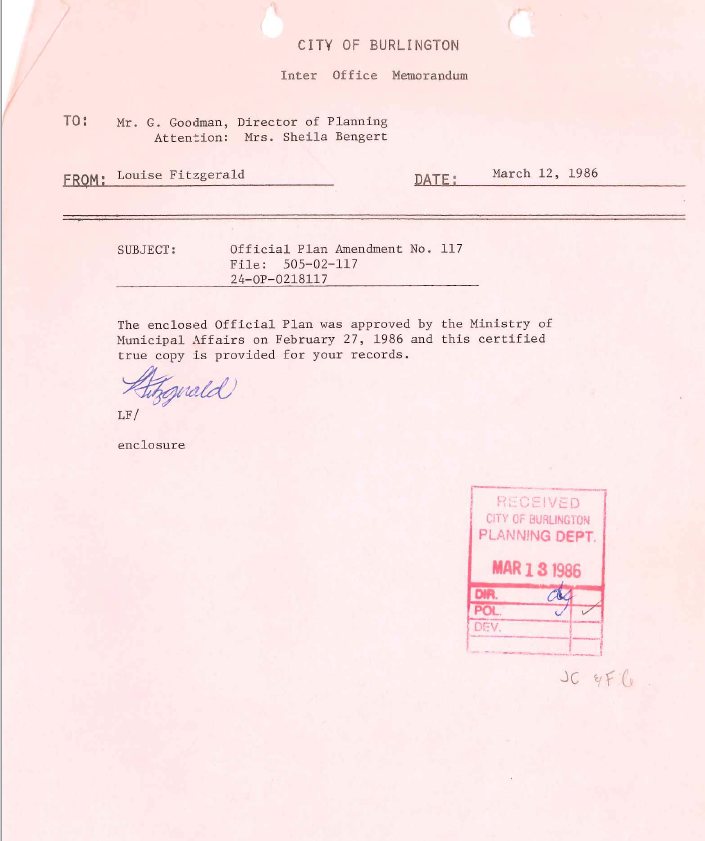 CITY OF BURLINGTON
Inter Office Memorandum
TO: Mr. G. Goodman, Director of Planning
Attention: Mrs. Sheila Bengert
FROM: Louise Fitzgerald DATE: March 12, 1986
SUBJECT: Official Plan Amendment No. 117
File: 505-02-117
24-OP-0218117
The enclosed Official Plan was approved by the Ministry of
Municipal Affairs on February 27, 1986 and this certified
true copy is provided for your records.
Fitzgerald
LF/
enclosure
RECEIVED
CITY OF BURLINGTON
PLANNING DEPT.
MAR 13 1986
DIR.
POL.
DEV.
JC